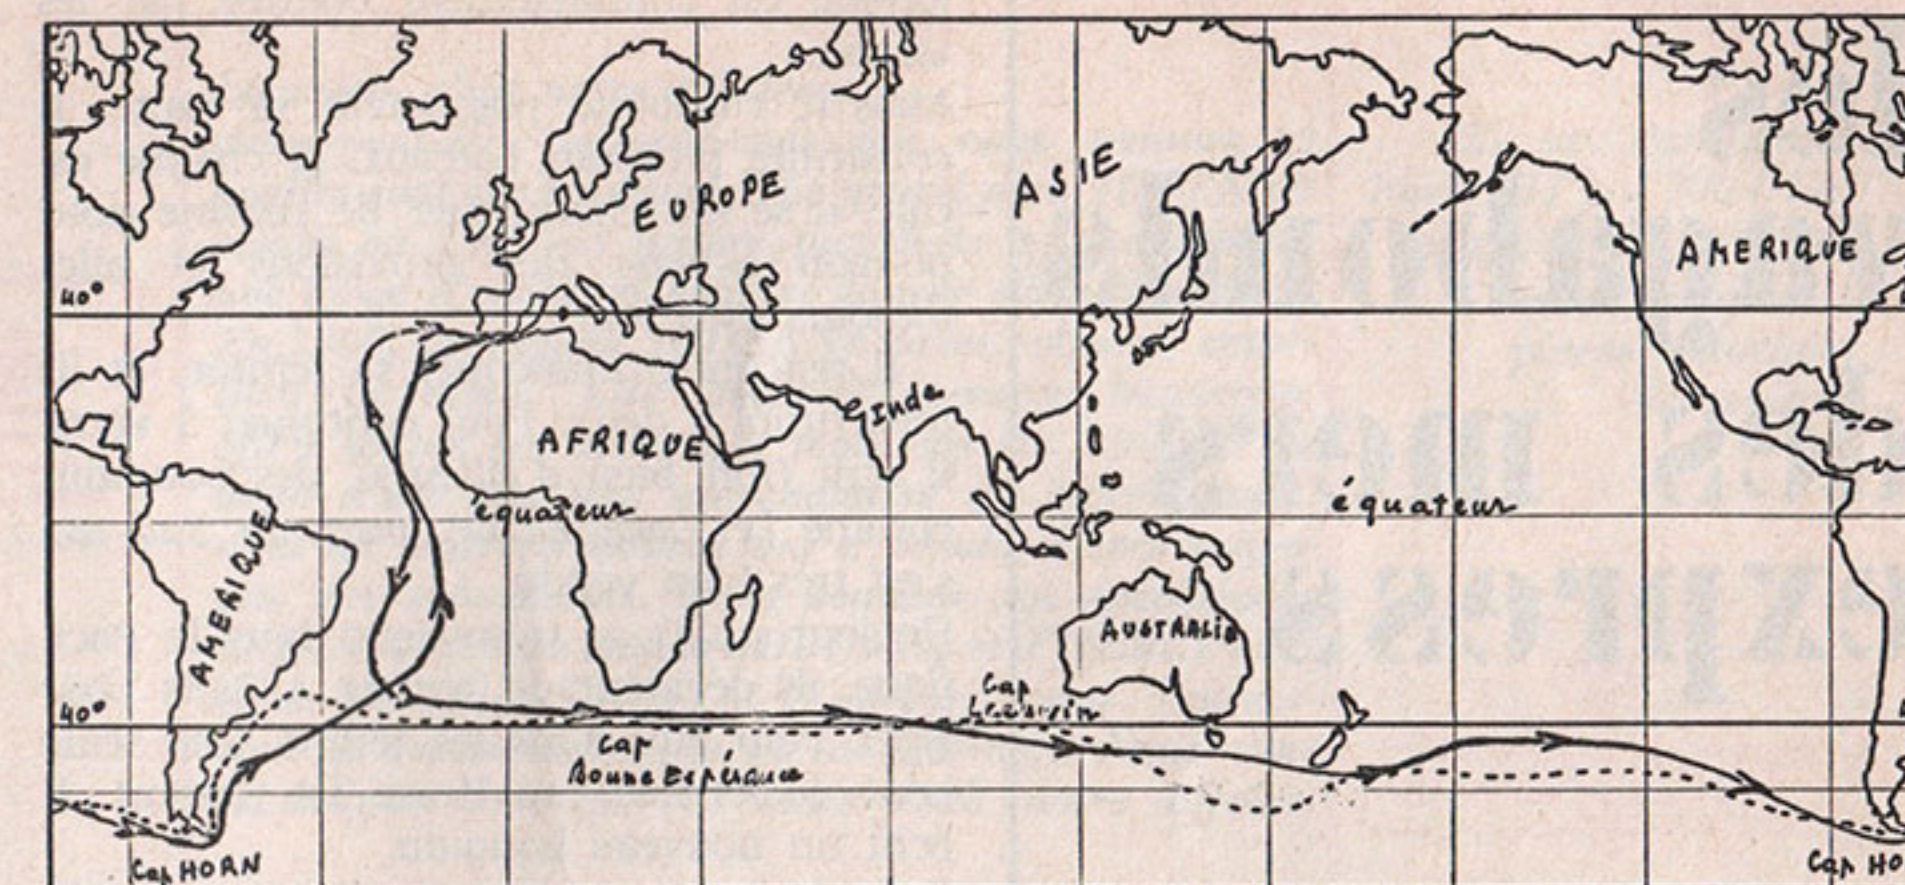 EUROPE
ASIE
AMERIQUE
40°
Inde
AFRIQUE
équateur
équateur
AMERIQUE
AUSTRALIE
40°
Cap
Cap
Bonne Espérance
Cap HORN
Cap HO